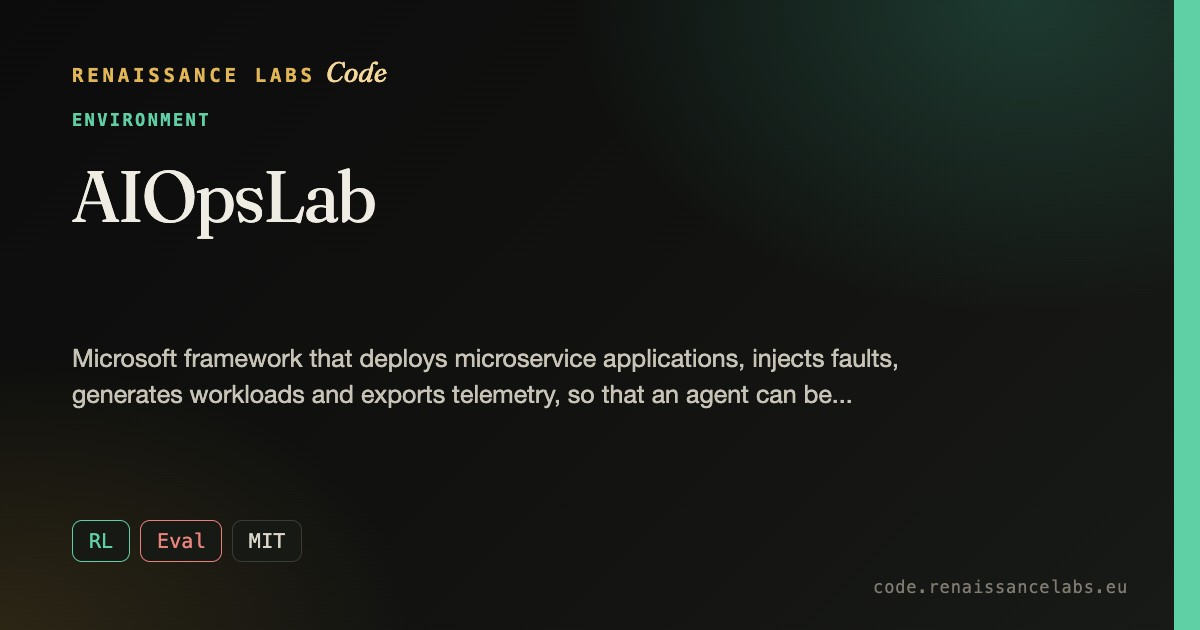 RENAISSANCE LABS Code
ENVIRONMENT
AIOpsLab
Microsoft framework that deploys microservice applications, injects faults,
generates workloads and exports telemetry, so that an agent can be...
RL Eval MIT
code.renaissancelabs.eu